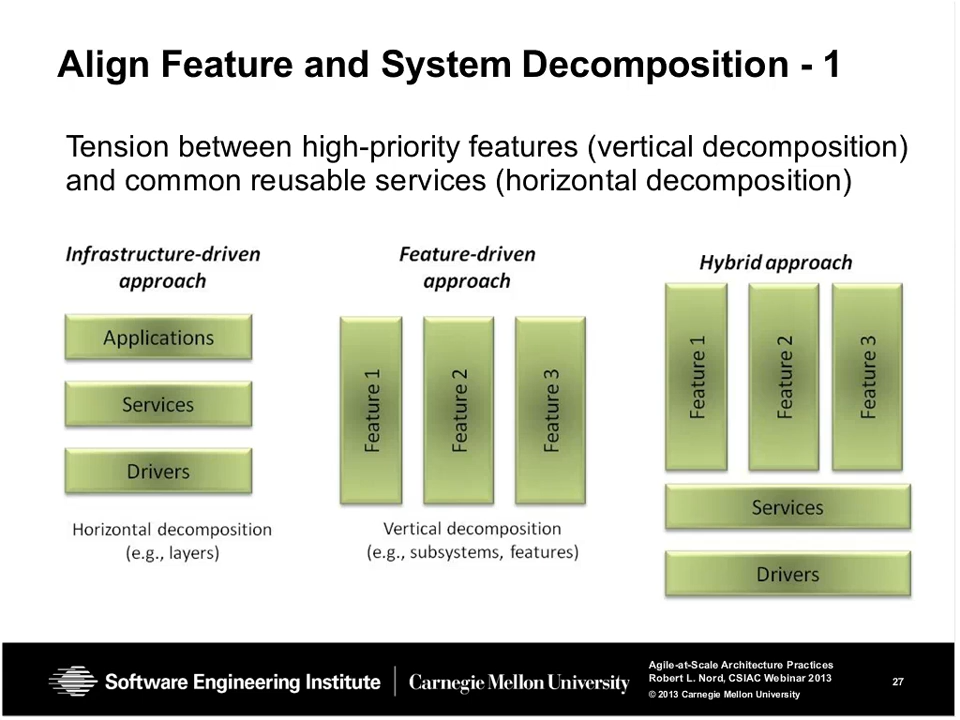 Align Feature and System Decomposition - 1
Tension between high-priority features (vertical decomposition)
and common reusable services (horizontal decomposition)
Infrastructure-driven
approach
Applications
Services
Drivers
Horizontal decomposition
(e.g., layers)
Feature-driven
approach
Feature 1
Feature 2
Feature 3
Vertical decomposition
(e.g., subsystems, features)
Hybrid approach
Feature 1
Feature 2
Feature 3
Services
Drivers
Software Engineering Institute
Carnegie Mellon University
Agile-at-Scale Architecture Practices
Robert L. Nord, CSIAC Webinar 2013
© 2013 Carnegie Mellon University
27